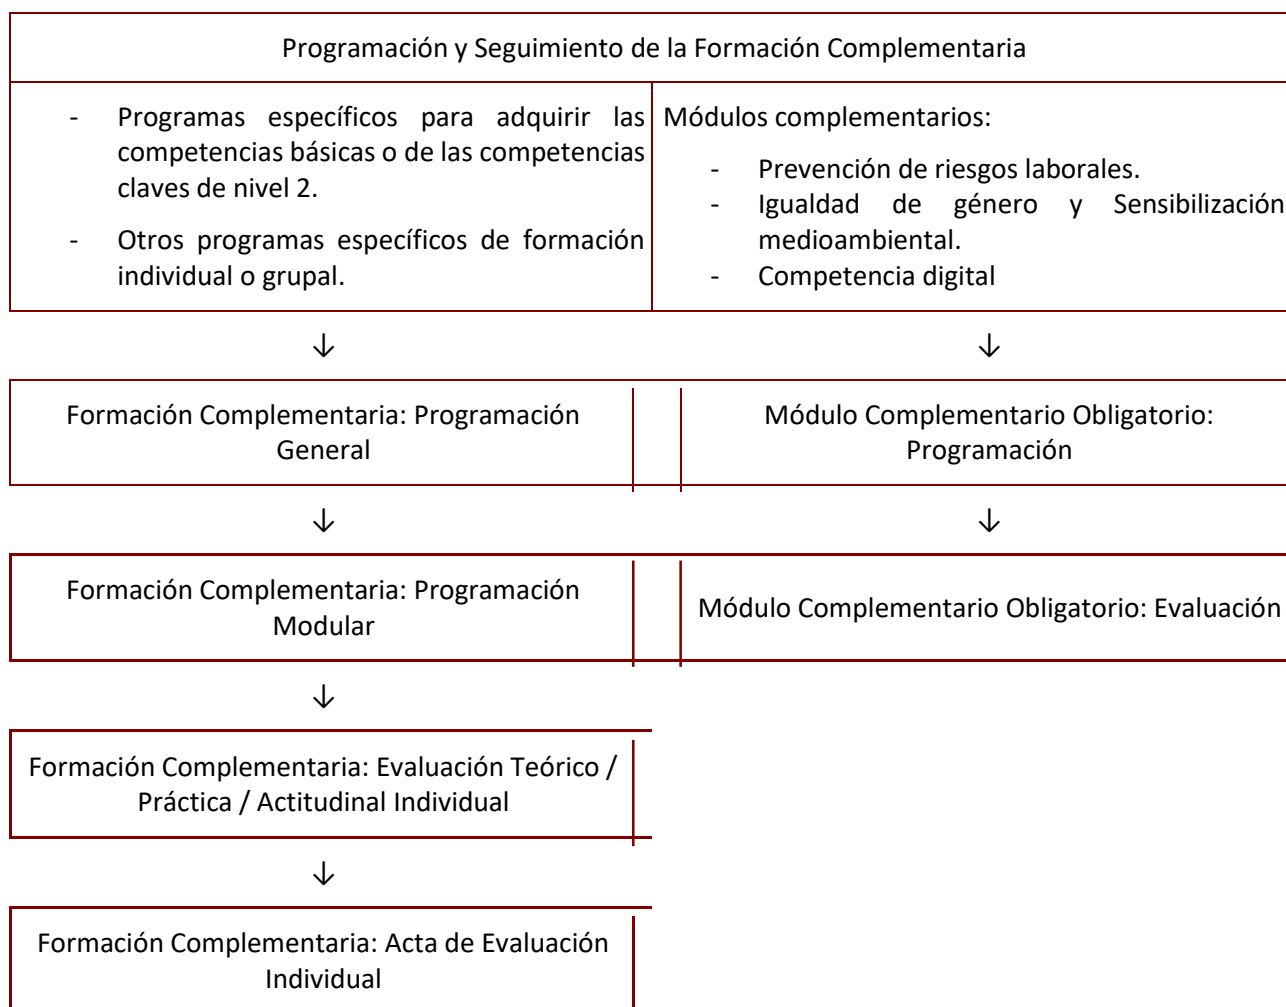 Programación y Seguimiento de la Formación Complementaria
- Programas específicos para adquirir las
competencias básicas o de las competencias
claves de nivel 2.
- Otros programas específicos de formación
individual o grupal.
Módulos complementarios:
- Prevención de riesgos laborales.
- Igualdad de género y Sensibilización
medioambiental.
- Competencia digital
↓
↓
Formación Complementaria: Programación
General
Módulo Complementario Obligatorio:
Programación
↓
↓
Formación Complementaria: Programación
Modular
Módulo Complementario Obligatorio: Evaluación
↓
Formación Complementaria: Evaluación Teórico /
Práctica / Actitudinal Individual
↓
Formación Complementaria: Acta de Evaluación
Individual